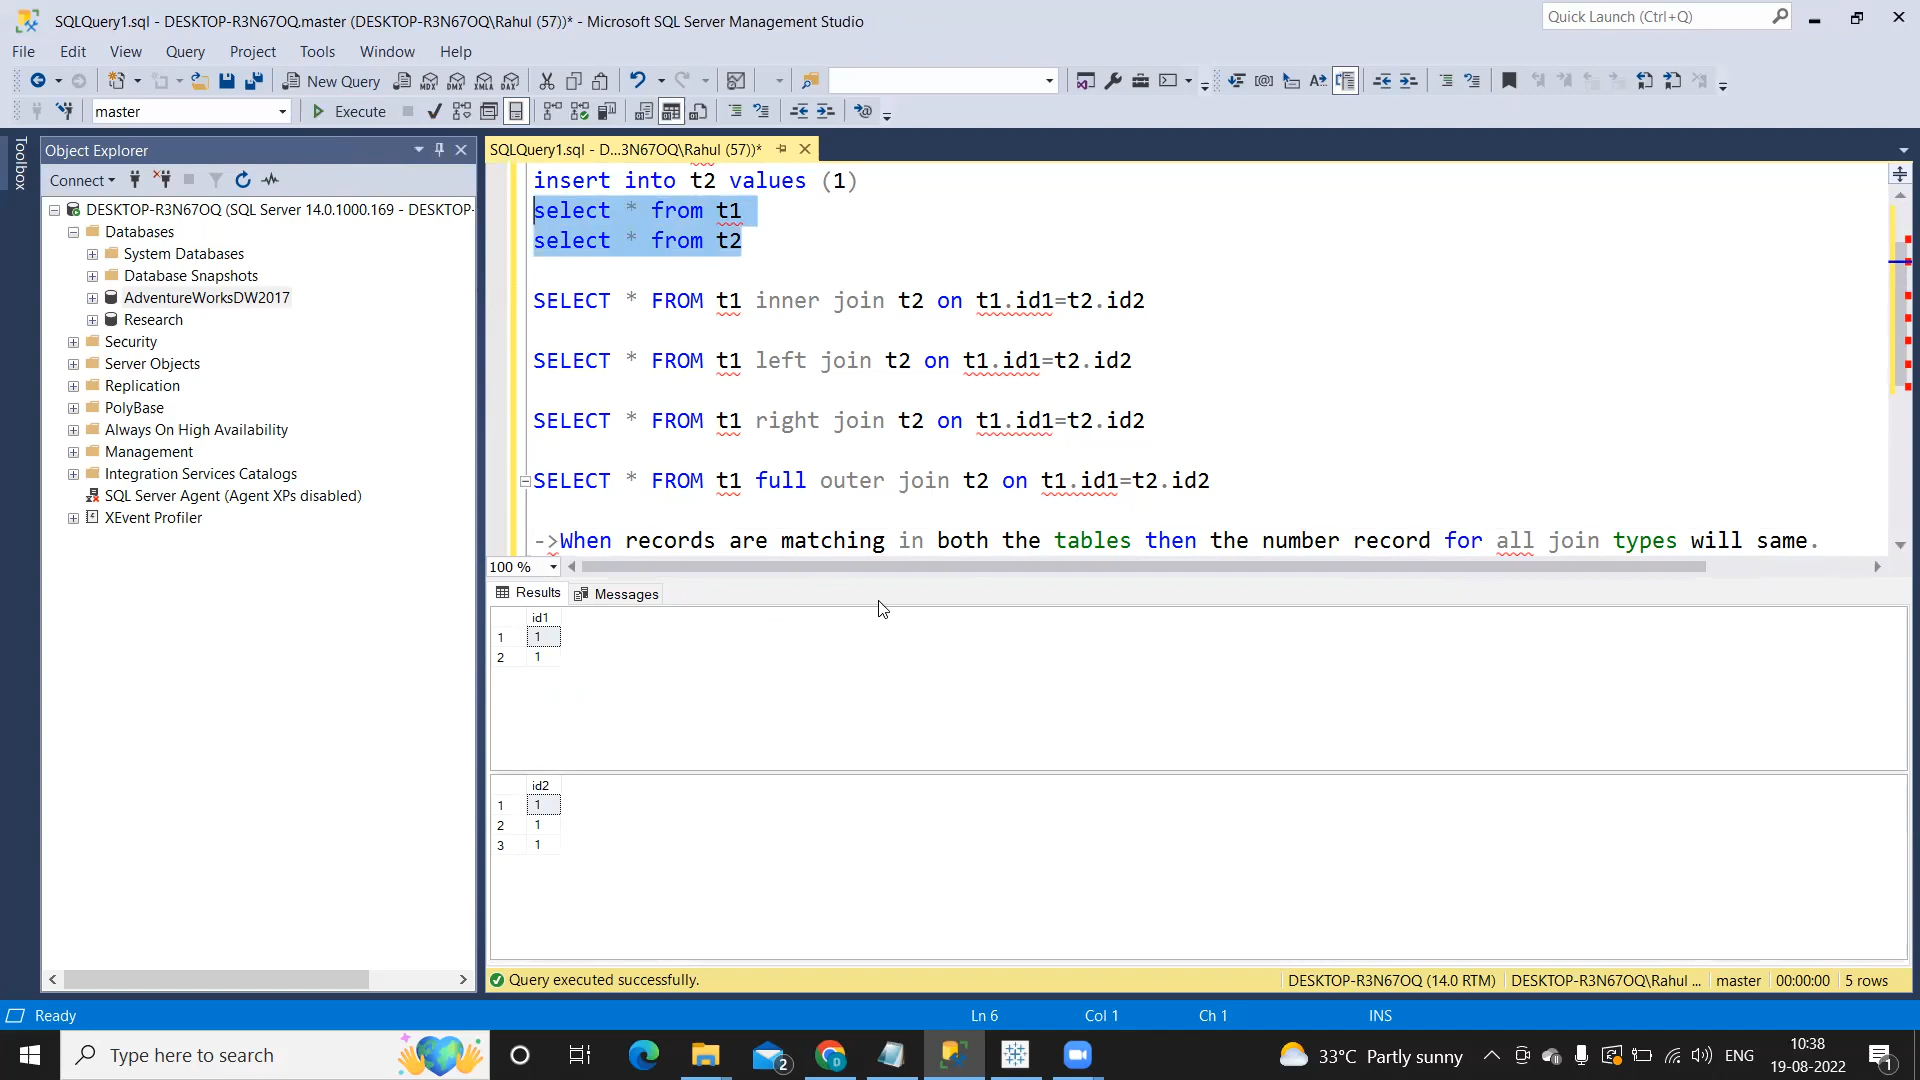 SQLQuery1.sql - DESKTOP-R3N67OQ.master (DESKTOP-R3N67OQ\Rahul (57))* - Microsoft SQL Server Management Studio
Quick Launch (Ctrl+Q)
File Edit View Query Project Tools Window Help
New Query
master
Execute
Toolbox
Object Explorer
Connect
DESKTOP-R3N67OQ (SQL Server 14.0.1000.169 - DESKTOP-
Databases
System Databases
Database Snapshots
AdventureWorksDW2017
Research
Security
Server Objects
Replication
PolyBase
Always On High Availability
Management
Integration Services Catalogs
SQL Server Agent (Agent XPs disabled)
XEvent Profiler
SQLQuery1.sql - D...3N67OQ\Rahul (57))*
insert into t2 values (1)
select * from t1
select * from t2
SELECT * FROM t1 inner join t2 on t1.id1=t2.id2
SELECT * FROM t1 left join t2 on t1.id1=t2.id2
SELECT * FROM t1 right join t2 on t1.id1=t2.id2
SELECT * FROM t1 full outer join t2 on t1.id1=t2.id2
->When records are matching in both the tables then the number record for all join types will same.
100 %
Results Messages
id1
1 1
2 1
id2
1 1
2 1
3 1
Query executed successfully.
DESKTOP-R3N67OQ (14.0 RTM) DESKTOP-R3N67OQ\Rahul ... master 00:00:00 5 rows
Ready
Ln 6 Col 1 Ch 1 INS
Type here to search
2
33°C Partly sunny
ENG
10:38
19-08-2022
1